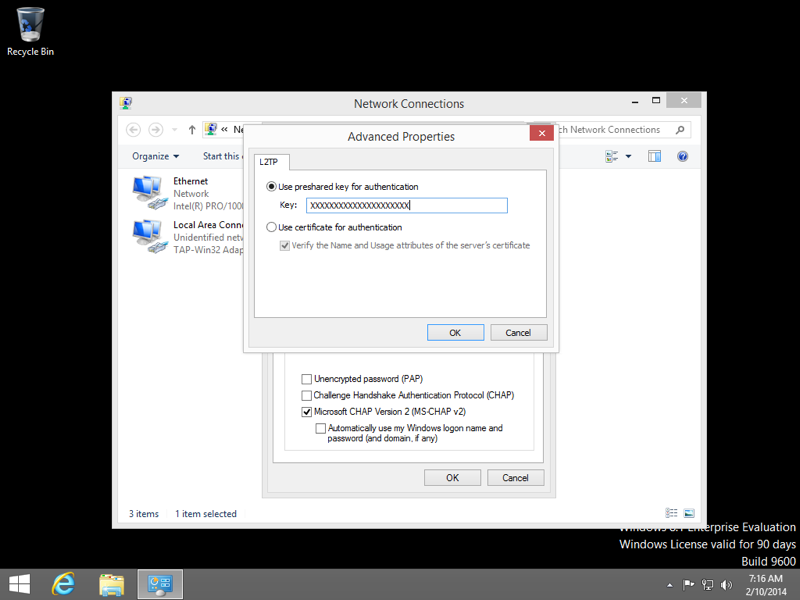 Recycle Bin
Network Connections
« Ne
ch Network Connections
Organize
Start this
Advanced Properties
L2TP
Use preshared key for authentication
Key: XXXXXXXXXXXXXXXXXXXXXX
Use certificate for authentication
Verify the Name and Usage attributes of the server's certificate
OK
Cancel
Ethernet
Network
Intel(R) PRO/1000
Local Area Conne
Unidentified netw
TAP-Win32 Adap
Unencrypted password (PAP)
Challenge Handshake Authentication Protocol (CHAP)
Microsoft CHAP Version 2 (MS-CHAP v2)
Automatically use my Windows logon name and
password (and domain, if any)
OK
Cancel
3 items
1 item selected
Windows 8.1 Enterprise Evaluation
Windows License valid for 90 days
Build 9600
7:16 AM
2/10/2014